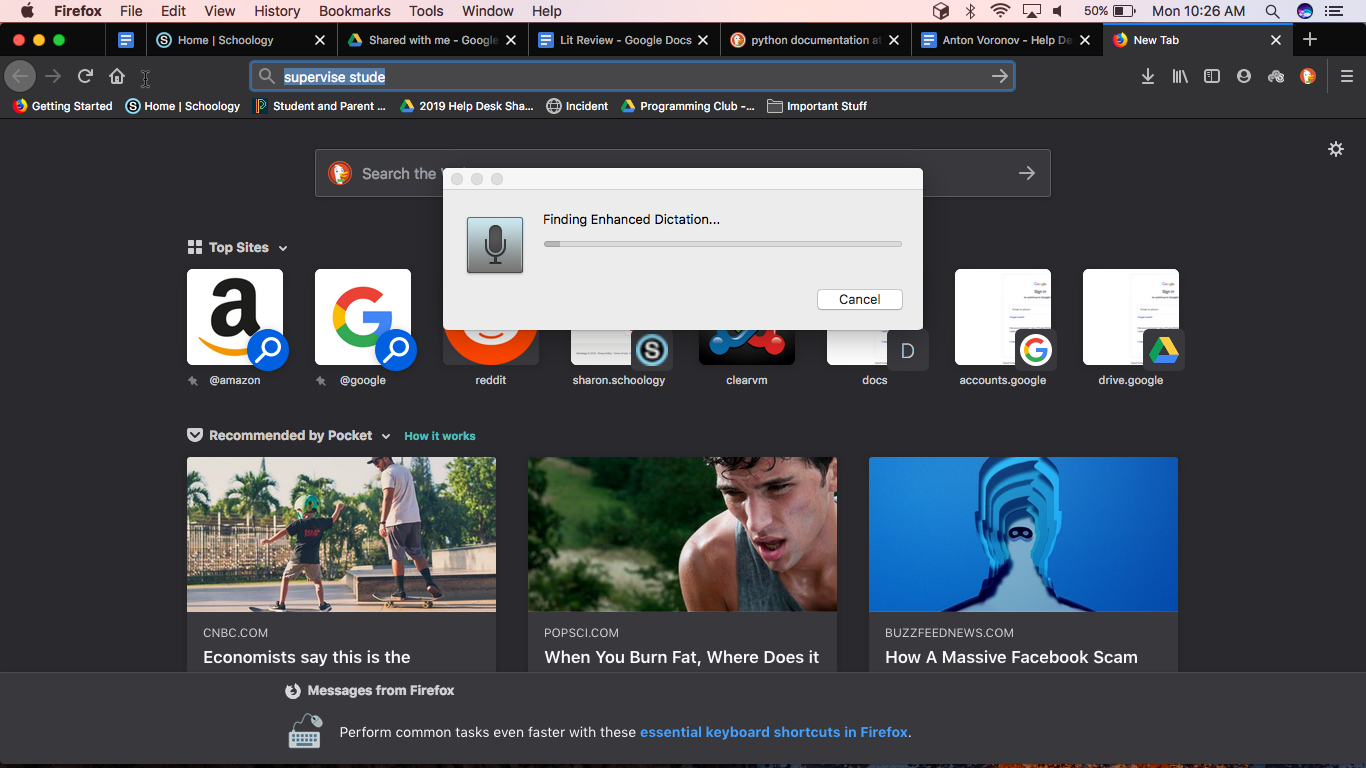 Firefox File Edit View History Bookmarks Tools Window Help 50% Mon 10:26 AM
Home | Schoology Shared with me - Google Lit Review - Google Docs python documentation at Anton Voronov - Help De New Tab
supervise stude
Getting Started Home | Schoology Student and Parent ... 2019 Help Desk Sha... Incident Programming Club -... Important Stuff
Search the
Finding Enhanced Dictation...
Cancel
Top Sites
D
@amazon @google reddit sharon.schoology clearvm docs accounts.google drive.google
Recommended by Pocket How it works
CNBC.COM
Economists say this is the
POPSCI.COM
When You Burn Fat, Where Does it
BUZZFEEDNEWS.COM
How A Massive Facebook Scam
Messages from Firefox
Perform common tasks even faster with these essential keyboard shortcuts in Firefox.